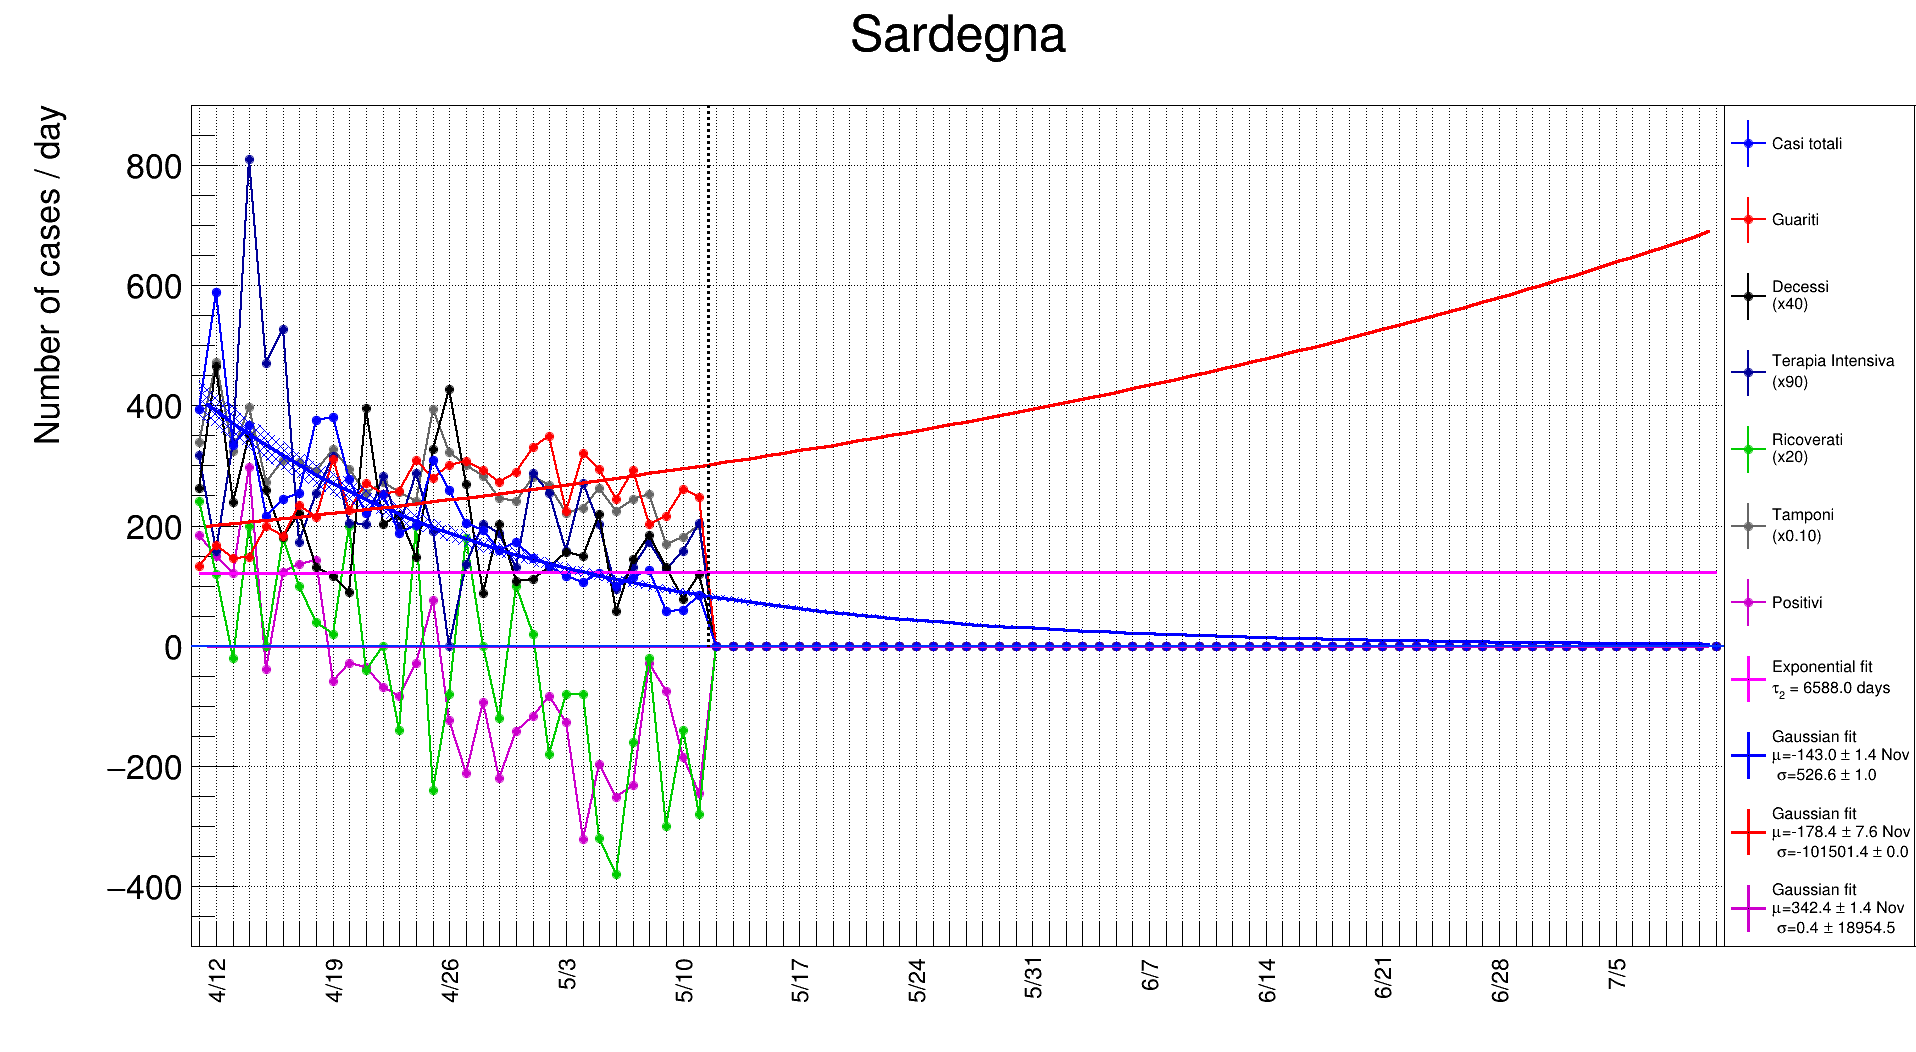 Sardegna
Number of cases / day
800
600
400
200
0
−200
−400
4/12
4/19
4/26
5/3
5/10
5/17
5/24
5/31
6/7
6/14
6/21
6/28
7/5
Casi totali
Guariti
Decessi
(x40)
Terapia Intensiva
(x90)
Ricoverati
(x20)
Tamponi
(x0.10)
Positivi
Exponential fit
τ2 = 6588.0 days
Gaussian fit
μ=-143.0 ± 1.4 Nov
σ=526.6 ± 1.0
Gaussian fit
μ=-178.4 ± 7.6 Nov
σ=-101501.4 ± 0.0
Gaussian fit
μ=342.4 ± 1.4 Nov
σ=0.4 ± 18954.5